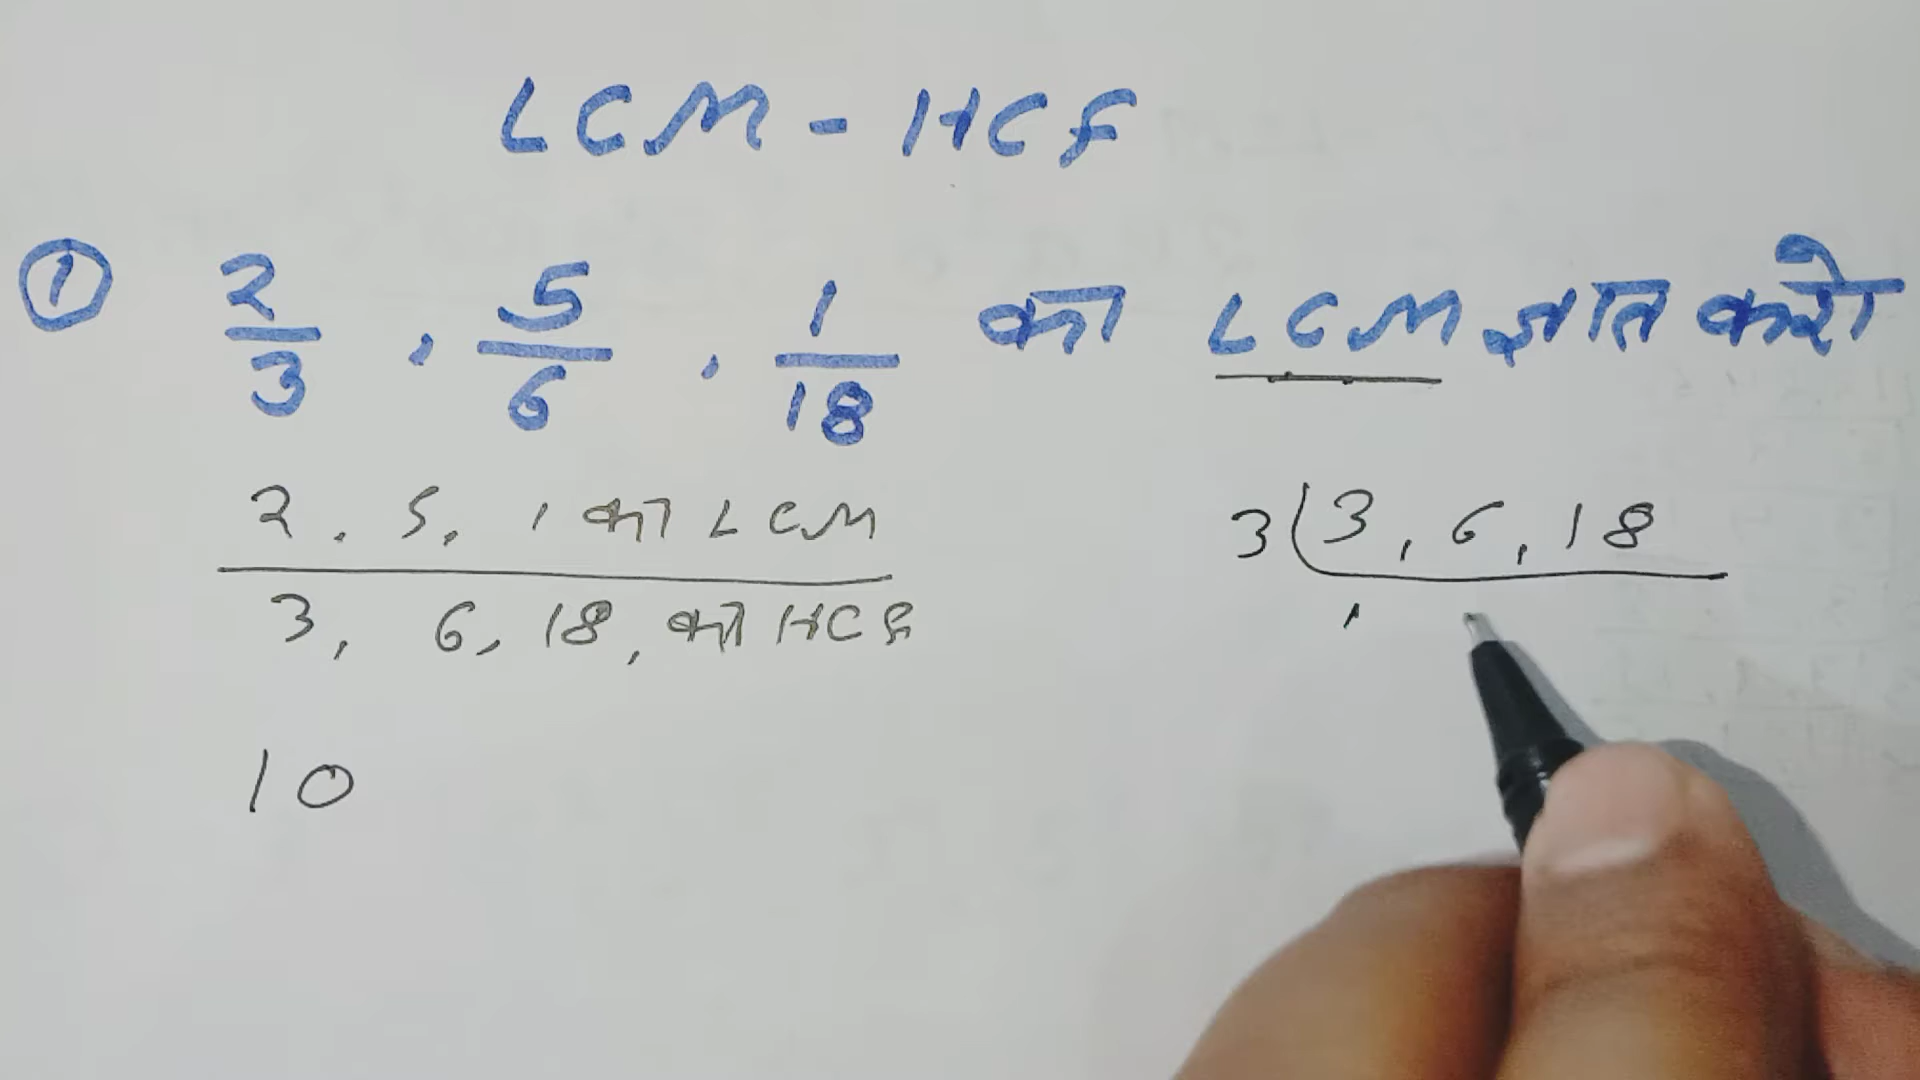 LCM - HCF
① 2/3 , 5/6 , 1/18 का LCM ज्ञात करो
2 , 5 , 1 का LCM
3 , 6 , 18 , का HCF
3 ( 3 , 6 , 18
1
10